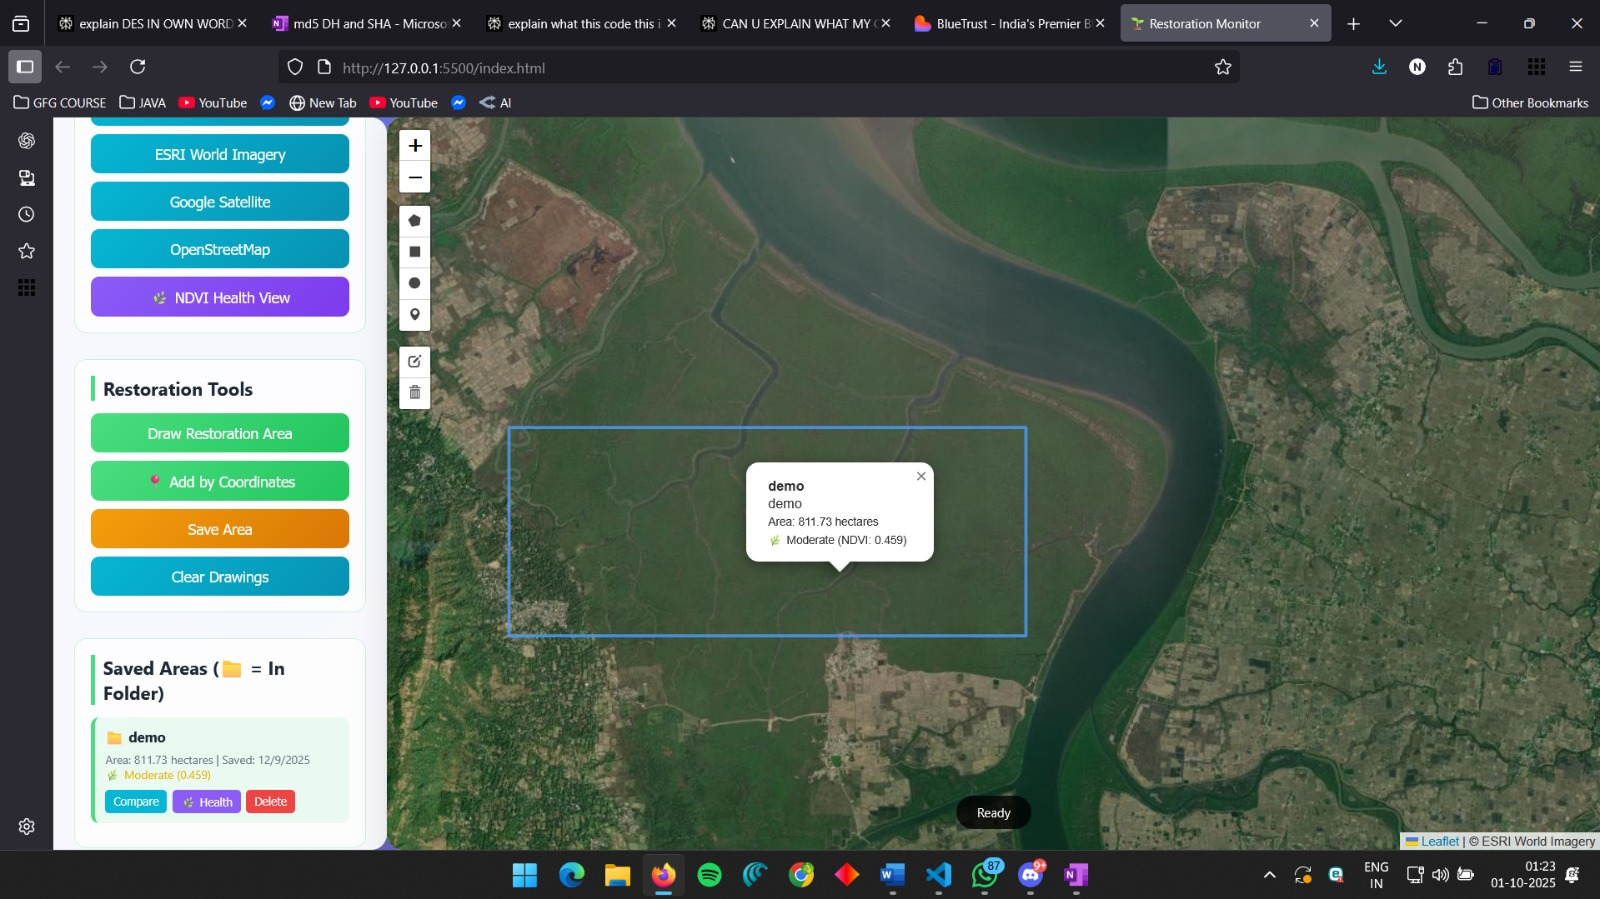 explain DES IN OWN WORD
md5 DH and SHA - Microso
explain what this code this i
CAN U EXPLAIN WHAT MY C
BlueTrust - India's Premier B
Restoration Monitor
http://127.0.0.1:5500/index.html
GFG COURSE
JAVA
YouTube
New Tab
YouTube
AI
Other Bookmarks
ESRI World Imagery
Google Satellite
OpenStreetMap
NDVI Health View
Restoration Tools
Draw Restoration Area
Add by Coordinates
Save Area
Clear Drawings
Saved Areas ( = In
Folder)
demo
Area: 811.73 hectares | Saved: 12/9/2025
Moderate (0.459)
Compare
Health
Delete
+
−
demo
demo
Area: 811.73 hectares
Moderate (NDVI: 0.459)
Ready
Leaflet | © ESRI World Imagery
87
9+
ENG
IN
01:23
01-10-2025